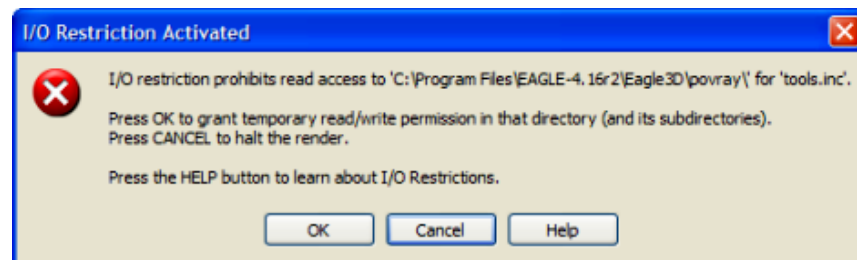 I/O Restriction Activated
I/O restriction prohibits read access to 'C:\Program Files\EAGLE-4.16r2\Eagle3D\povray\' for 'tools.inc'.
Press OK to grant temporary read/write permission in that directory (and its subdirectories).
Press CANCEL to halt the render.
Press the HELP button to learn about I/O Restrictions.
OK Cancel Help